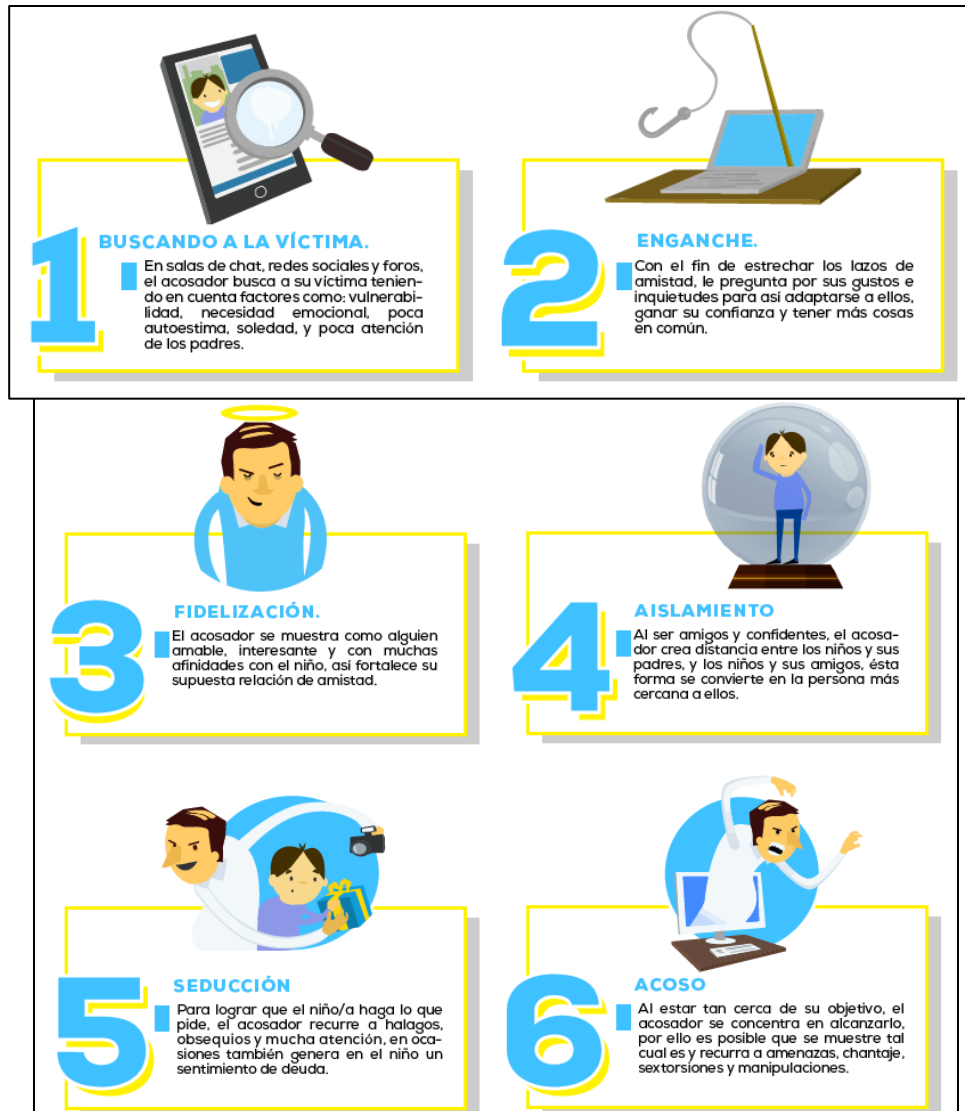 1
BUSCANDO A LA VÍCTIMA.
En salas de chat, redes sociales y foros,
el acosador busca a su víctima tenien-
do en cuenta factores como: vulnerabi-
lidad, necesidad emocional, poca
autoestima, soledad, y poca atención
de los padres.
2
ENGANCHE.
Con el fin de estrechar los lazos de
amistad, le pregunta por sus gustos e
inquietudes para así adaptarse a ellos,
ganar su confianza y tener más cosas
en común.
3
FIDELIZACIÓN.
El acosador se muestra como alguien
amable, interesante y con muchas
afinidades con el niño, así fortalece su
supuesta relación de amistad.
4
AISLAMIENTO
Al ser amigos y confidentes, el acosa-
dor crea distancia entre los niños y sus
padres, y los niños y sus amigos, ésta
forma se convierte en la persona más
cercana a ellos.
5
SEDUCCIÓN
Para lograr que el niño/a haga lo que
pide, el acosador recurre a halagos,
obsequios y mucha atención, en oca-
siones también genera en el niño un
sentimiento de deuda.
6
ACOSO
Al estar tan cerca de su objetivo, el
acosador se concentra en alcanzarlo,
por ello es posible que se muestre tal
cual es y recurra a amenazas, chantaje,
sextorsiones y manipulaciones.